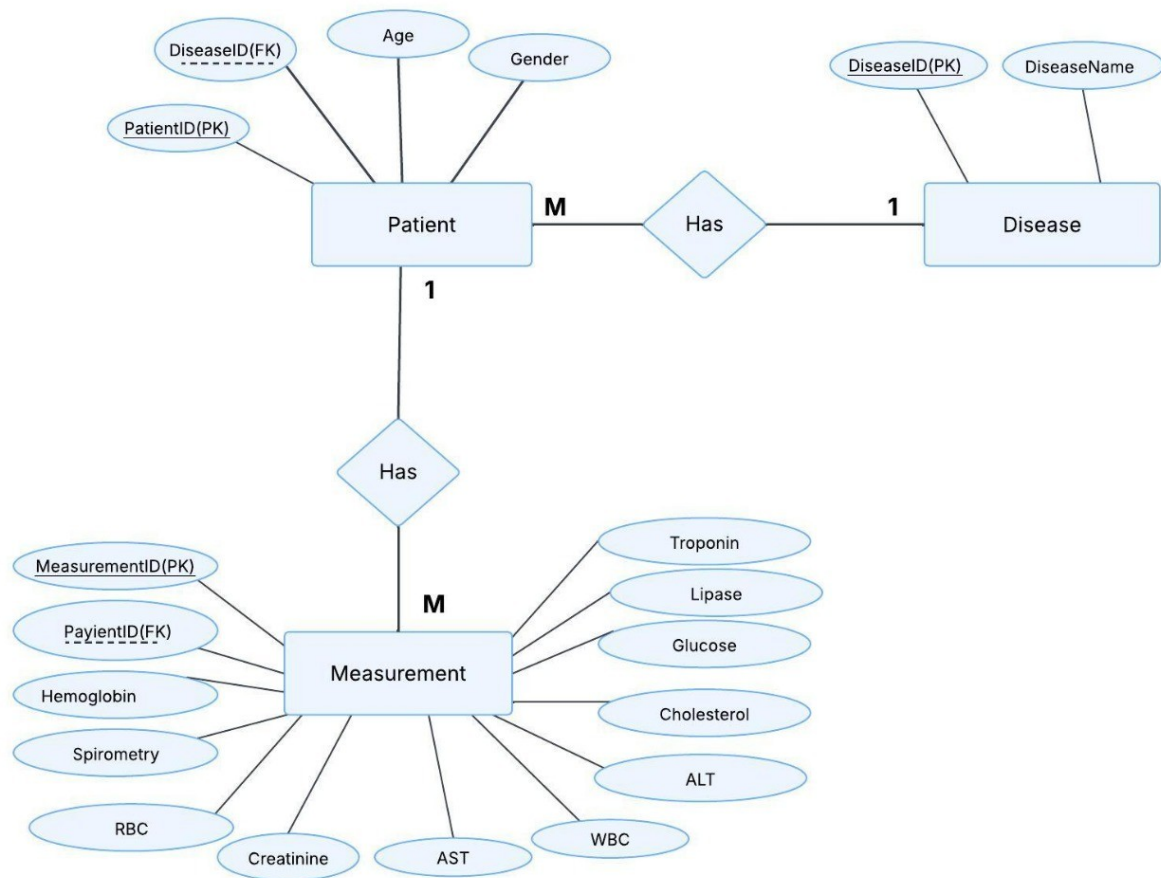 DiseaseID(FK)
Age
Gender
PatientID(PK)
DiseaseID(PK)
DiseaseName
Patient
M
Has
1
Disease
1
Has
M
MeasurementID(PK)
PayientID(FK)
Hemoglobin
Spirometry
RBC
Creatinine
AST
WBC
ALT
Cholesterol
Glucose
Lipase
Troponin
Measurement